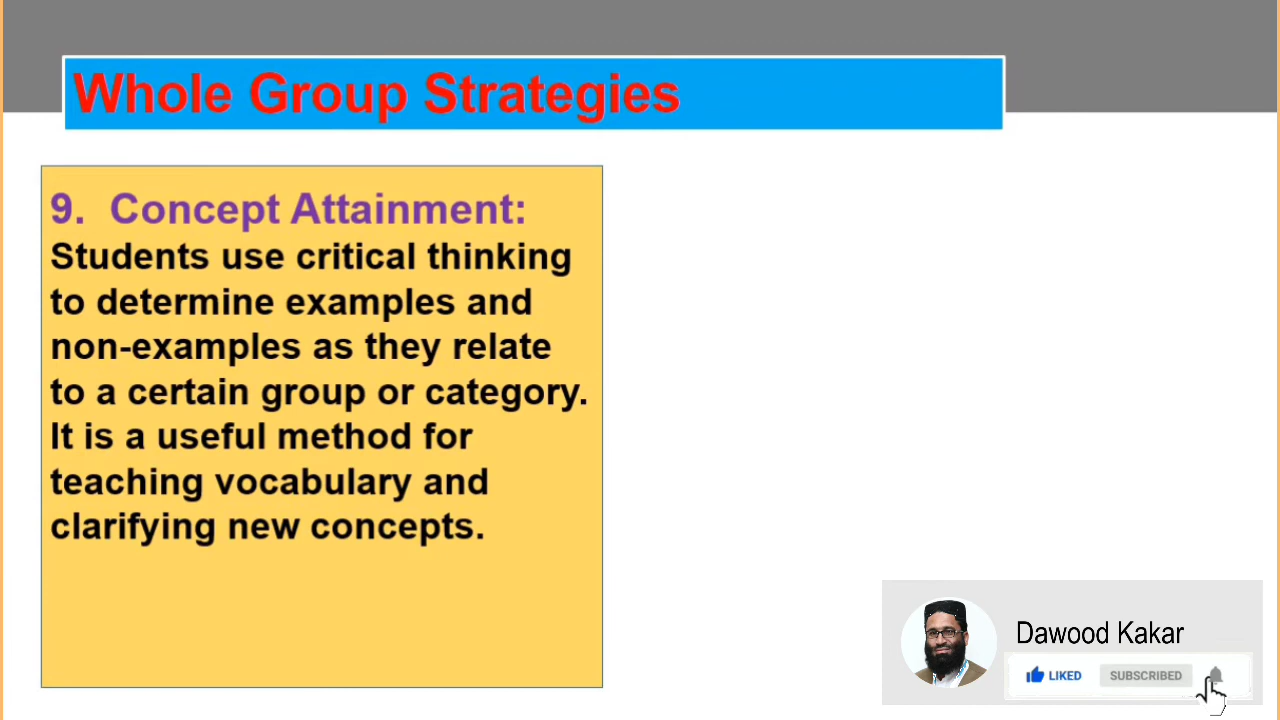 Whole Group Strategies
9. Concept Attainment:
Students use critical thinking
to determine examples and
non-examples as they relate
to a certain group or category.
It is a useful method for
teaching vocabulary and
clarifying new concepts.
Dawood Kakar
LIKED SUBSCRIBED